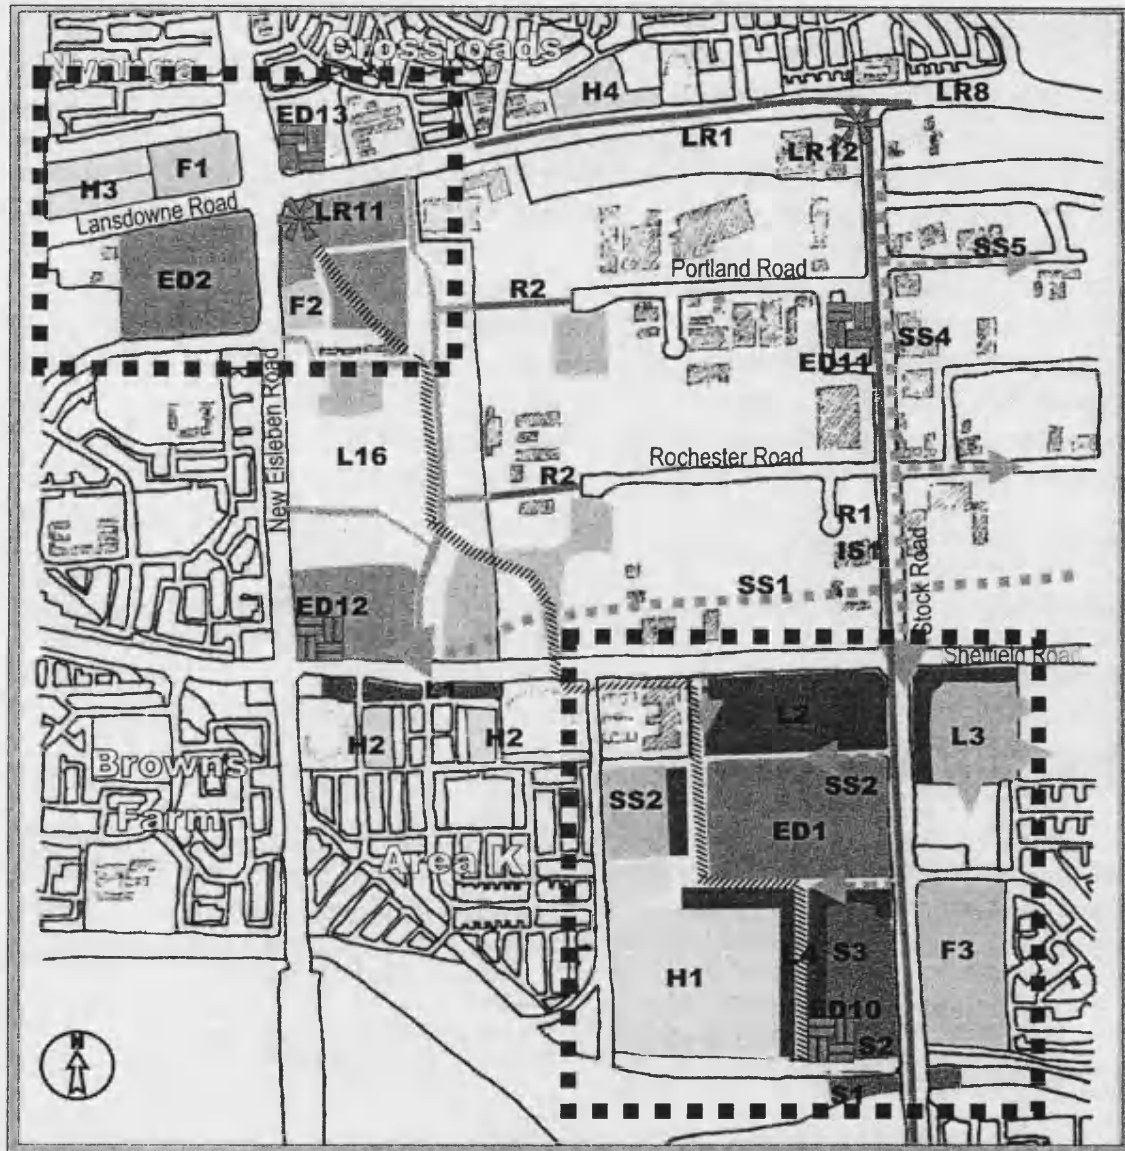 Crossroads
Nyanga
H4
LR8
ED13
LR1
LR12
F1
H3
Lansdowne Road
LR11
SS5
Portland Road
ED2
R2
F2
SS4
ED11
New Eisleben Road
L16
Rochester Road
R2
R1
IS1
Stock Road
SS1
ED12
Sheffield Road
L1
L2
H2
H2
L3
Browns
Farm
SS2
SS2
ED1
Area K
L4
S3
F3
H1
ED10
S2
S1
N